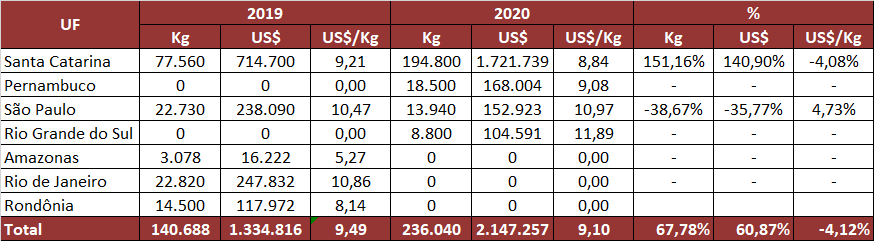 UF 2019 2020 %
Kg US$ US$/Kg Kg US$ US$/Kg Kg US$ US$/Kg
Santa Catarina 77.560 714.700 9,21 194.800 1.721.739 8,84 151,16% 140,90% -4,08%
Pernambuco 0 0 0,00 18.500 168.004 9,08 - - -
São Paulo 22.730 238.090 10,47 13.940 152.923 10,97 -38,67% -35,77% 4,73%
Rio Grande do Sul 0 0 0,00 8.800 104.591 11,89 - - -
Amazonas 3.078 16.222 5,27 0 0 0,00 - - -
Rio de Janeiro 22.820 247.832 10,86 0 0 0,00 - - -
Rondônia 14.500 117.972 8,14 0 0 0,00
Total 140.688 1.334.816 9,49 236.040 2.147.257 9,10 67,78% 60,87% -4,12%